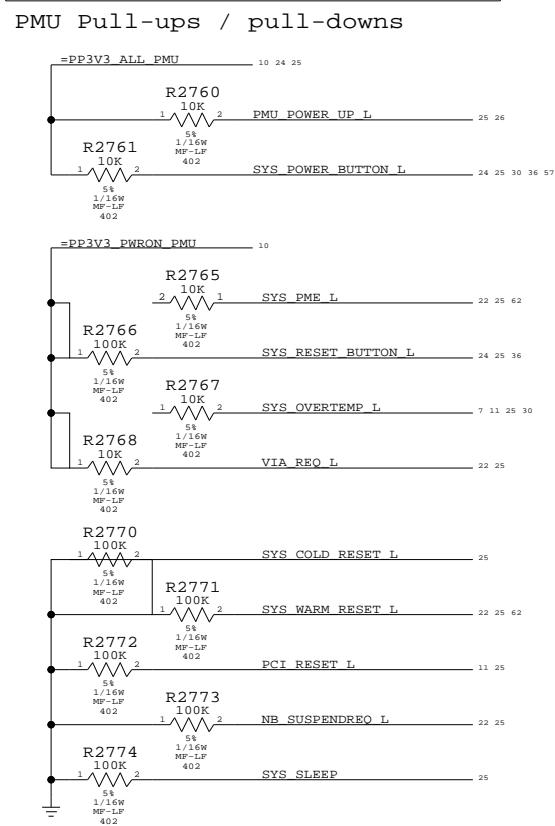 PMU Pull-ups / pull-downs
=PP3V3_ALL_PMU 10 24 25
R2760
10K
1 2 PMU_POWER_UP_L 25 26
5%
1/16W
MF-LF
402
R2761
10K
1 2 SYS_POWER_BUTTON_L 24 25 30 36 57
5%
1/16W
MF-LF
402
=PP3V3_PWRON_PMU 10
R2765
10K
2 1 SYS_PME_L 22 25 62
5%
1/16W
MF-LF
402
R2766
100K
1 2 SYS_RESET_BUTTON_L 24 25 36
5%
1/16W
MF-LF
402
R2767
10K
1 2 SYS_OVERTEMP_L 7 11 25 30
5%
1/16W
MF-LF
402
R2768
10K
1 2 VIA_REQ_L 22 25
5%
1/16W
MF-LF
402
R2770
100K
1 2 SYS_COLD_RESET_L 25
5%
1/16W
MF-LF
402
R2771
100K
1 2 SYS_WARM_RESET_L 22 25 62
5%
1/16W
MF-LF
402
R2772
100K
1 2 PCI_RESET_L 11 25
5%
1/16W
MF-LF
402
R2773
100K
1 2 NB_SUSPENDREQ_L 22 25
5%
1/16W
MF-LF
402
R2774
100K
1 2 SYS_SLEEP 25
5%
1/16W
MF-LF
402